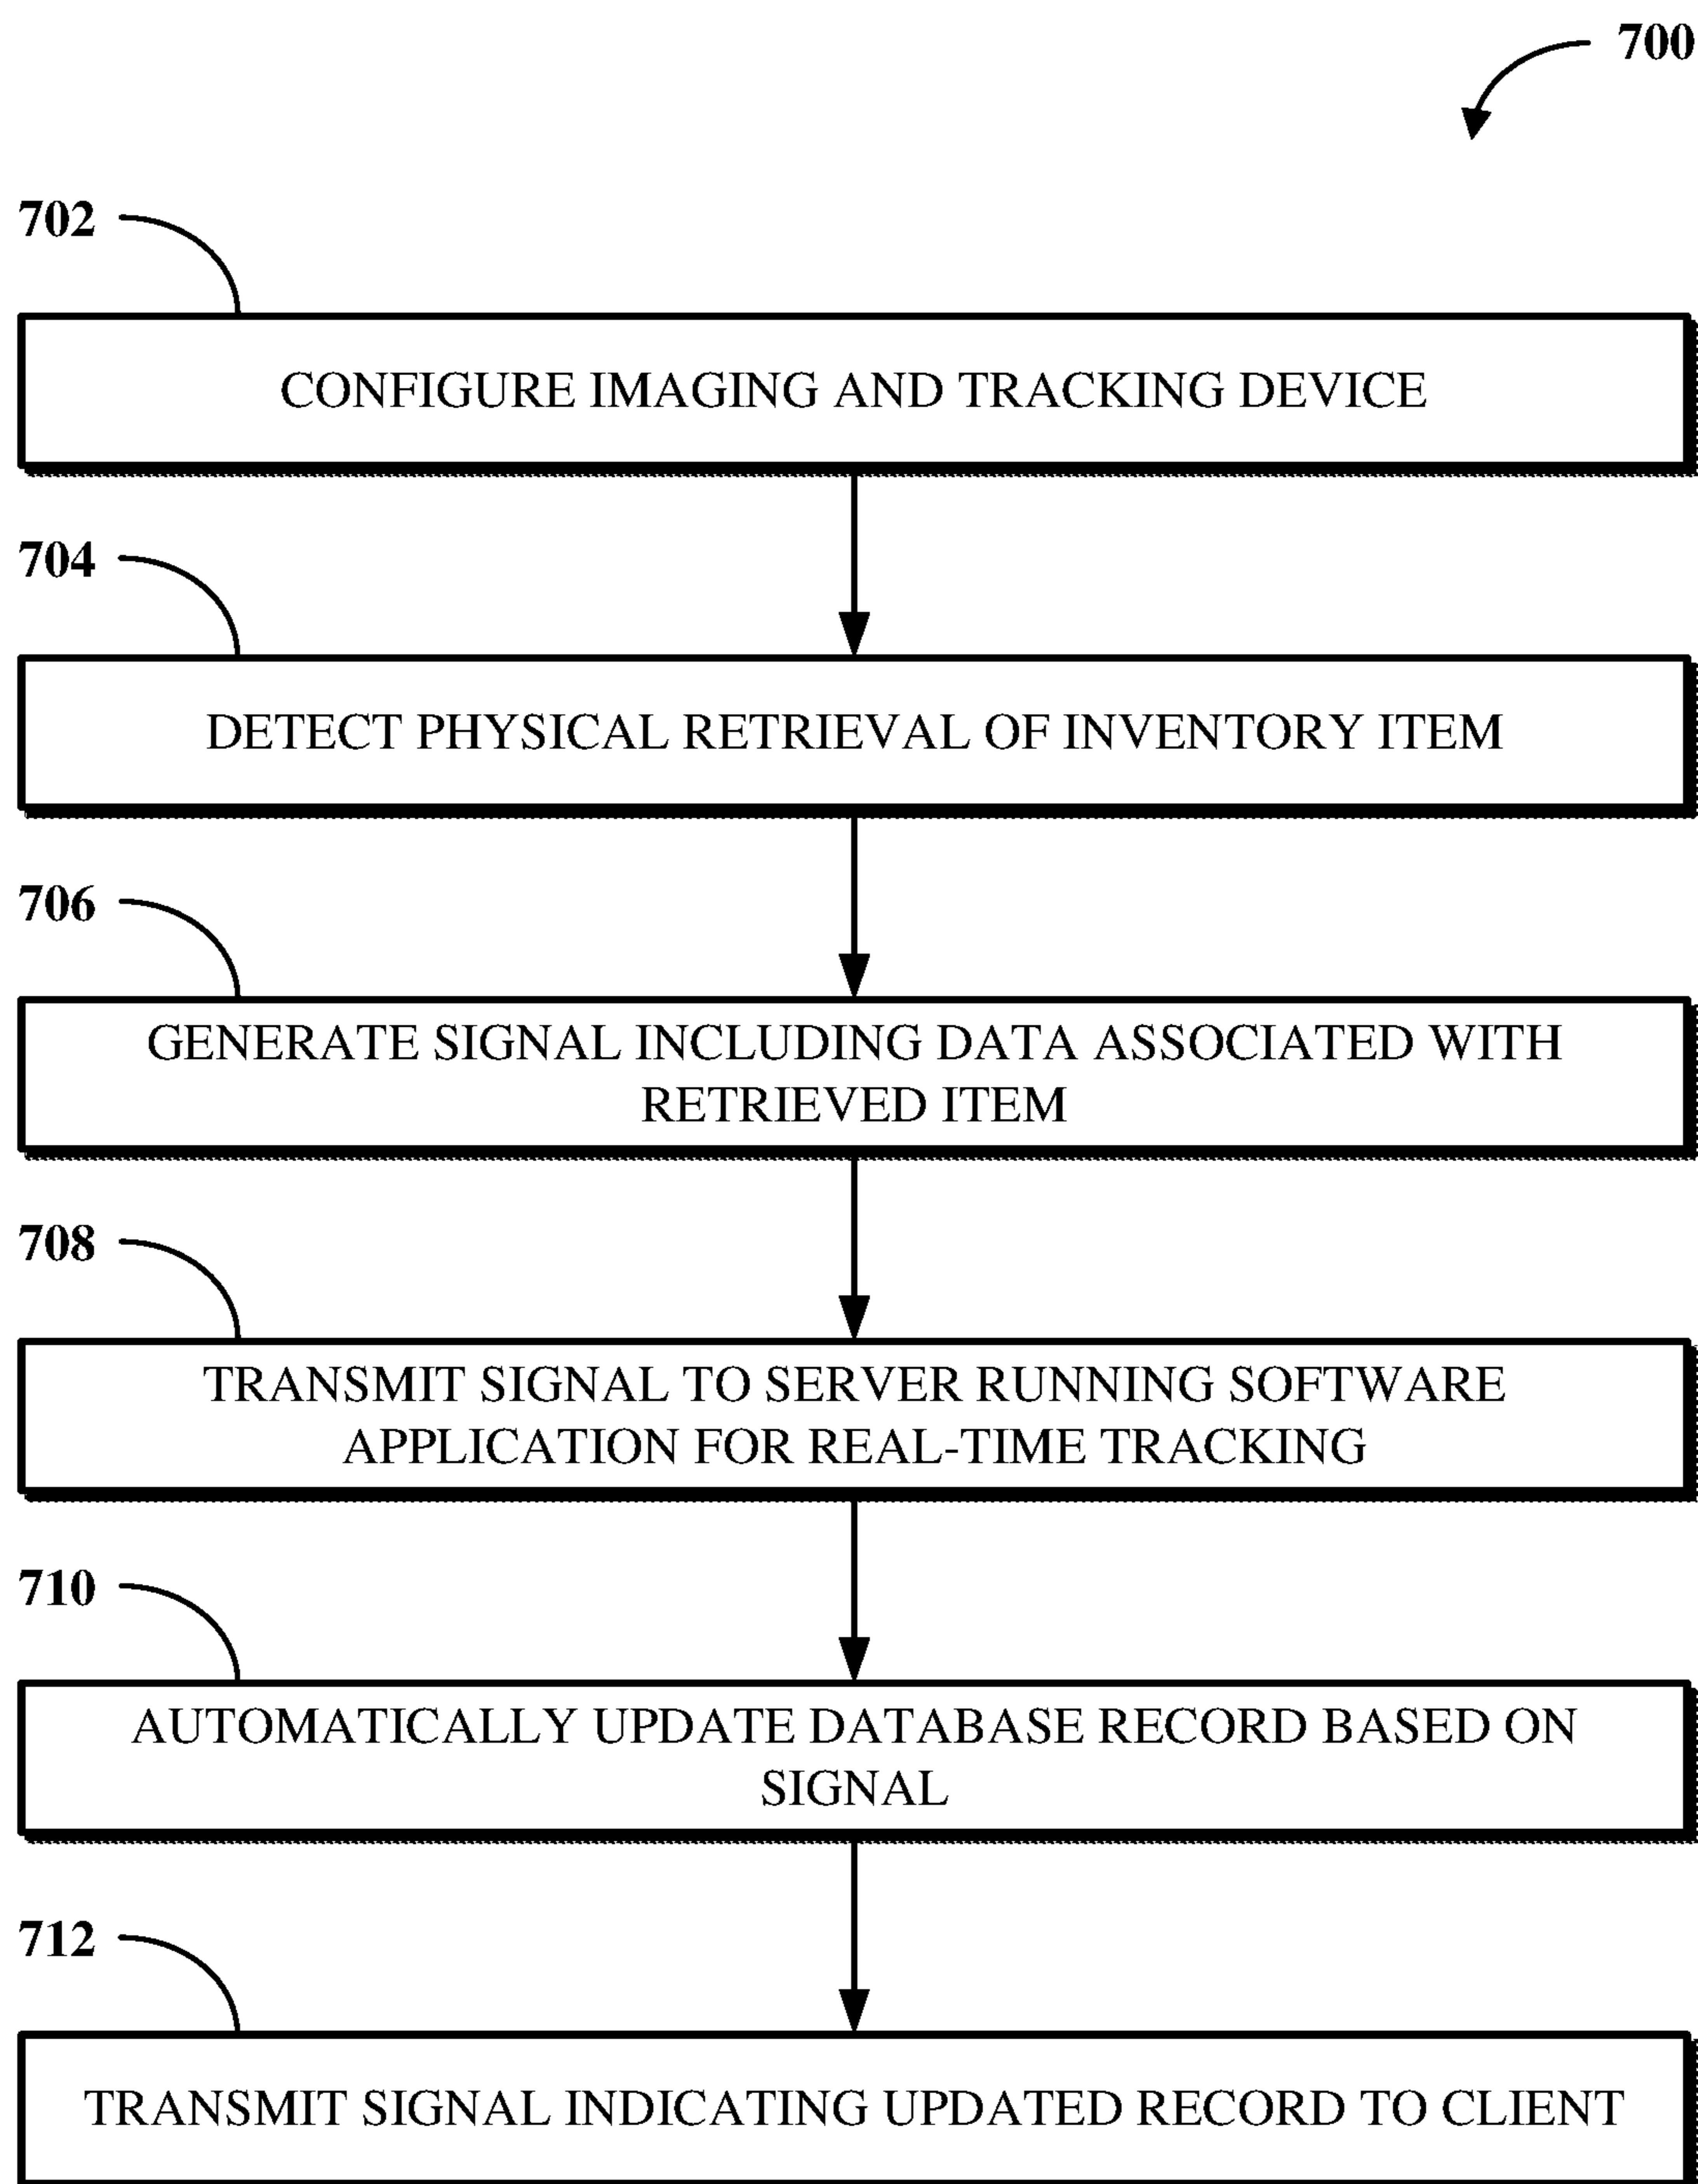 700
702
CONFIGURE IMAGING AND TRACKING DEVICE
704
DETECT PHYSICAL RETRIEVAL OF INVENTORY ITEM
706
GENERATE SIGNAL INCLUDING DATA ASSOCIATED WITH
RETRIEVED ITEM
708
TRANSMIT SIGNAL TO SERVER RUNNING SOFTWARE
APPLICATION FOR REAL-TIME TRACKING
710
AUTOMATICALLY UPDATE DATABASE RECORD BASED ON
SIGNAL
712
TRANSMIT SIGNAL INDICATING UPDATED RECORD TO CLIENT